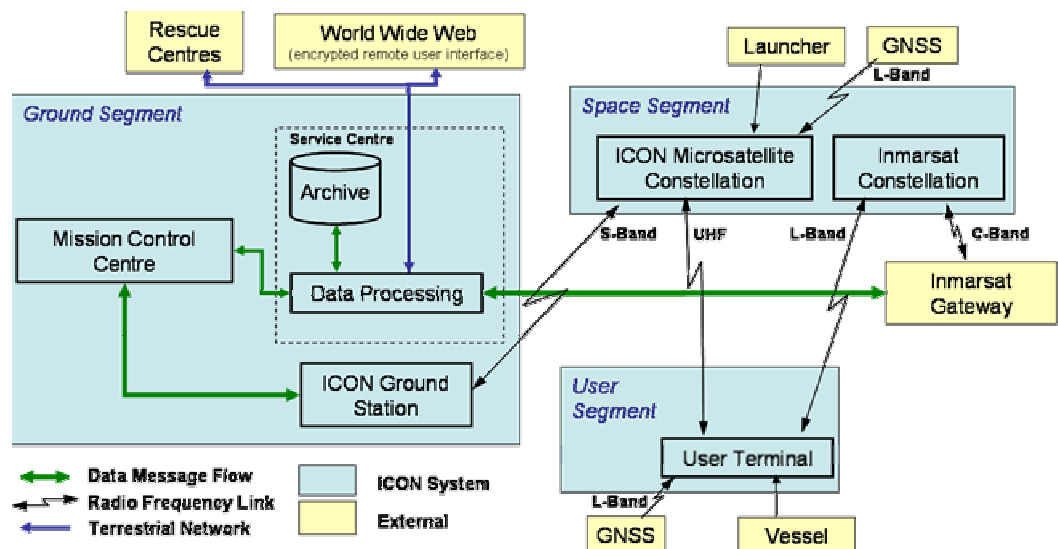 Rescue
Centres
World Wide Web
(encrypted remote user interface)
Launcher
GNSS
L-Band
Ground Segment
Space Segment
Service Centre
Archive
ICON Microsatellite
Constellation
Inmarsat
Constellation
Mission Control
Centre
S-Band
UHF
L-Band
C-Band
Data Processing
Inmarsat
Gateway
ICON Ground
Station
User
Segment
User Terminal
Data Message Flow
Radio Frequency Link
Terrestrial Network
ICON System
External
L-Band
GNSS
Vessel